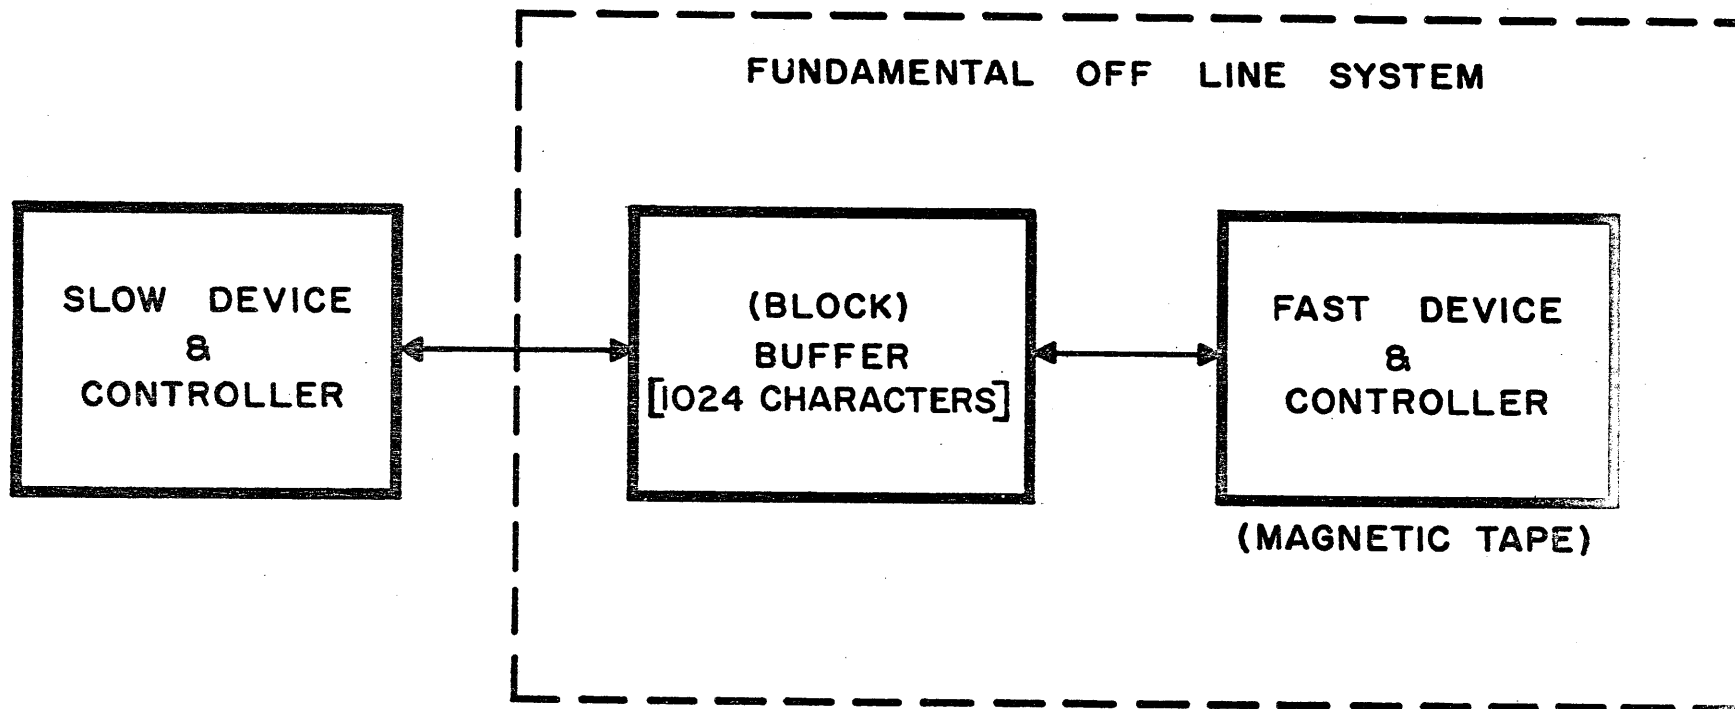 FUNDAMENTAL OFF LINE SYSTEM
SLOW DEVICE
&
CONTROLLER
(BLOCK)
BUFFER
[1024 CHARACTERS]
FAST DEVICE
&
CONTROLLER
(MAGNETIC TAPE)